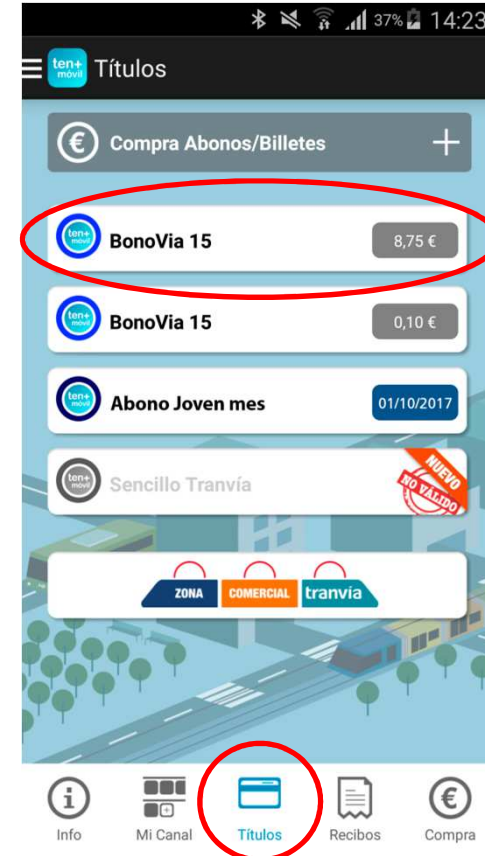 37% 14:23
ten+ móvil Títulos
€ Compra Abonos/Billetes +
ten+ móvil BonoVia 15 8,75 €
ten+ móvil BonoVia 15 0,10 €
ten+ móvil Abono Joven mes 01/10/2017
ten+ móvil Sencillo Tranvía NUEVO NO VÁLIDO
ZONA COMERCIAL tranvía
Info Mi Canal Títulos Recibos Compra